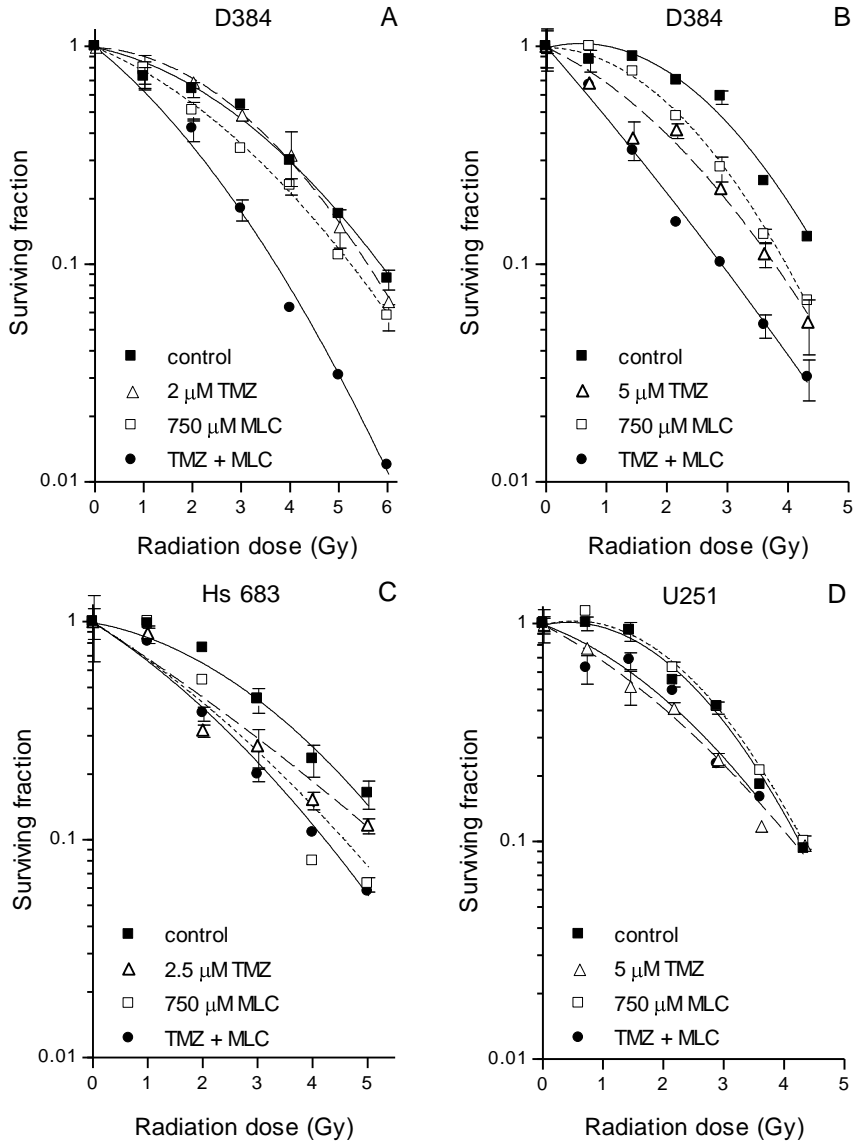 D384
A
1
0.1
0.01
Surviving fraction
control
2 μM TMZ
750 μM MLC
TMZ + MLC
0 1 2 3 4 5 6
Radiation dose (Gy)
D384
B
1
0.1
0.01
Surviving fraction
control
5 μM TMZ
750 μM MLC
TMZ + MLC
0 1 2 3 4 5
Radiation dose (Gy)
Hs 683
C
1
0.1
0.01
Surviving fraction
control
2.5 μM TMZ
750 μM MLC
TMZ + MLC
0 1 2 3 4 5
Radiation dose (Gy)
U251
D
1
0.1
0.01
Surviving fraction
control
5 μM TMZ
750 μM MLC
TMZ + MLC
0 1 2 3 4 5
Radiation dose (Gy)